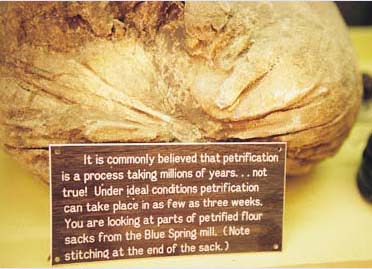 It is commonly believed that petrification
is a process taking millions of years...not
true! Under ideal conditions petrification
can take place in as few as three weeks.
You are looking at parts of petrified flour
sacks from the Blue Spring mill. (Note
stitching at the end of the sack.)